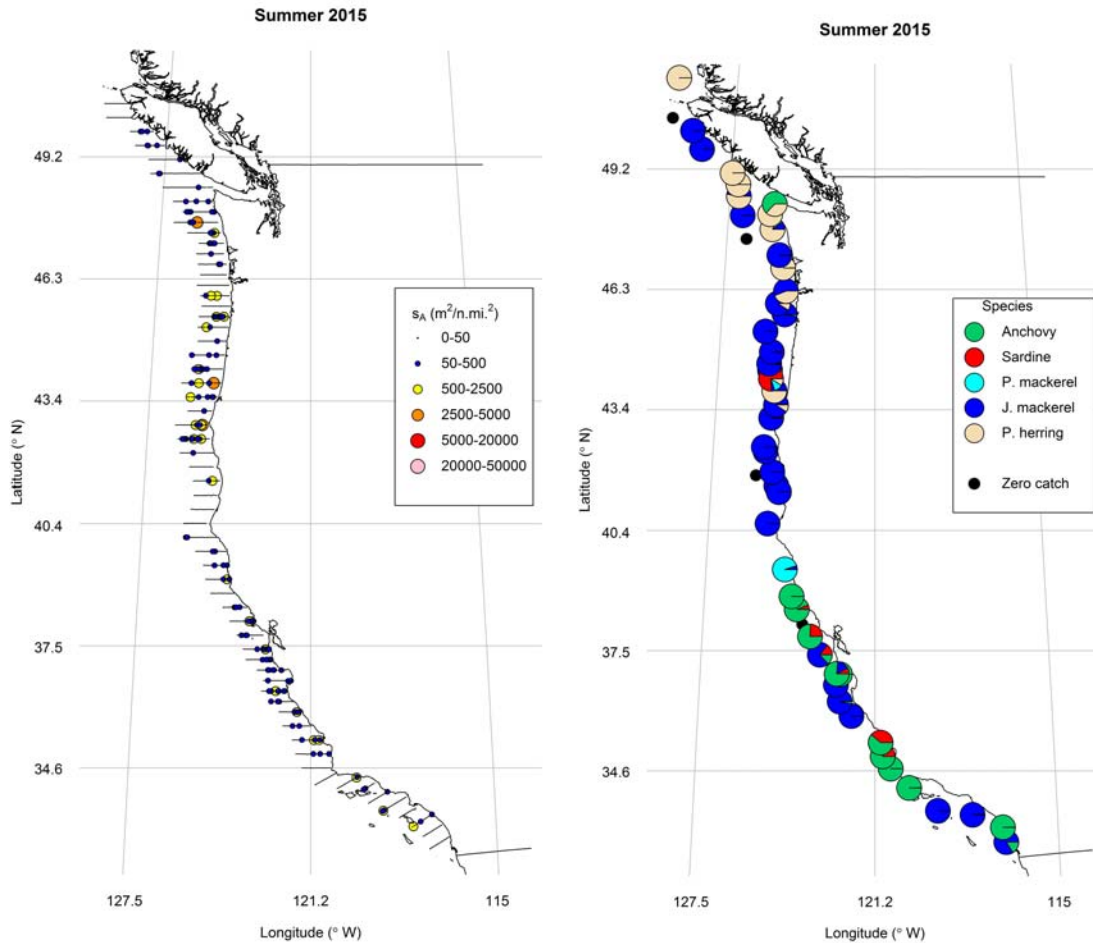 Summer 2015
49.2
46.3
43.4
40.4
37.5
34.6
Latitude (° N)
127.5
121.2
115
Longitude (° W)
s_A (m²/n.mi.²)
0-50
50-500
500-2500
2500-5000
5000-20000
20000-50000
Summer 2015
49.2
46.3
43.4
40.4
37.5
34.6
Latitude (° N)
127.5
121.2
115
Longitude (° W)
Species
Anchovy
Sardine
P. mackerel
J. mackerel
P. herring
Zero catch